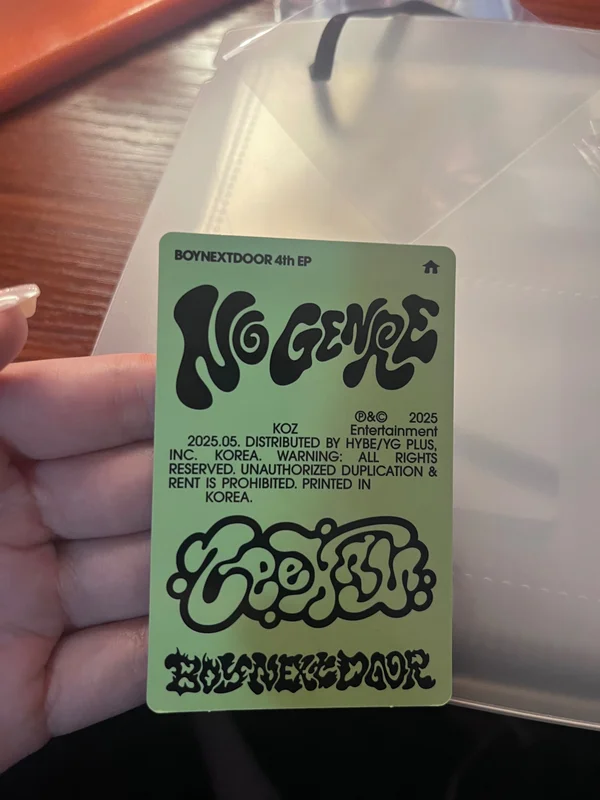 BOYNEXTDOOR 4th EP
NO GENRE
℗&© 2025
KOZ Entertainment
2025.05. DISTRIBUTED BY HYBE/YG PLUS,
INC. KOREA. WARNING: ALL RIGHTS
RESERVED. UNAUTHORIZED DUPLICATION &
RENT IS PROHIBITED. PRINTED IN
KOREA.
LeeHAN
BOYNEXTDOOR